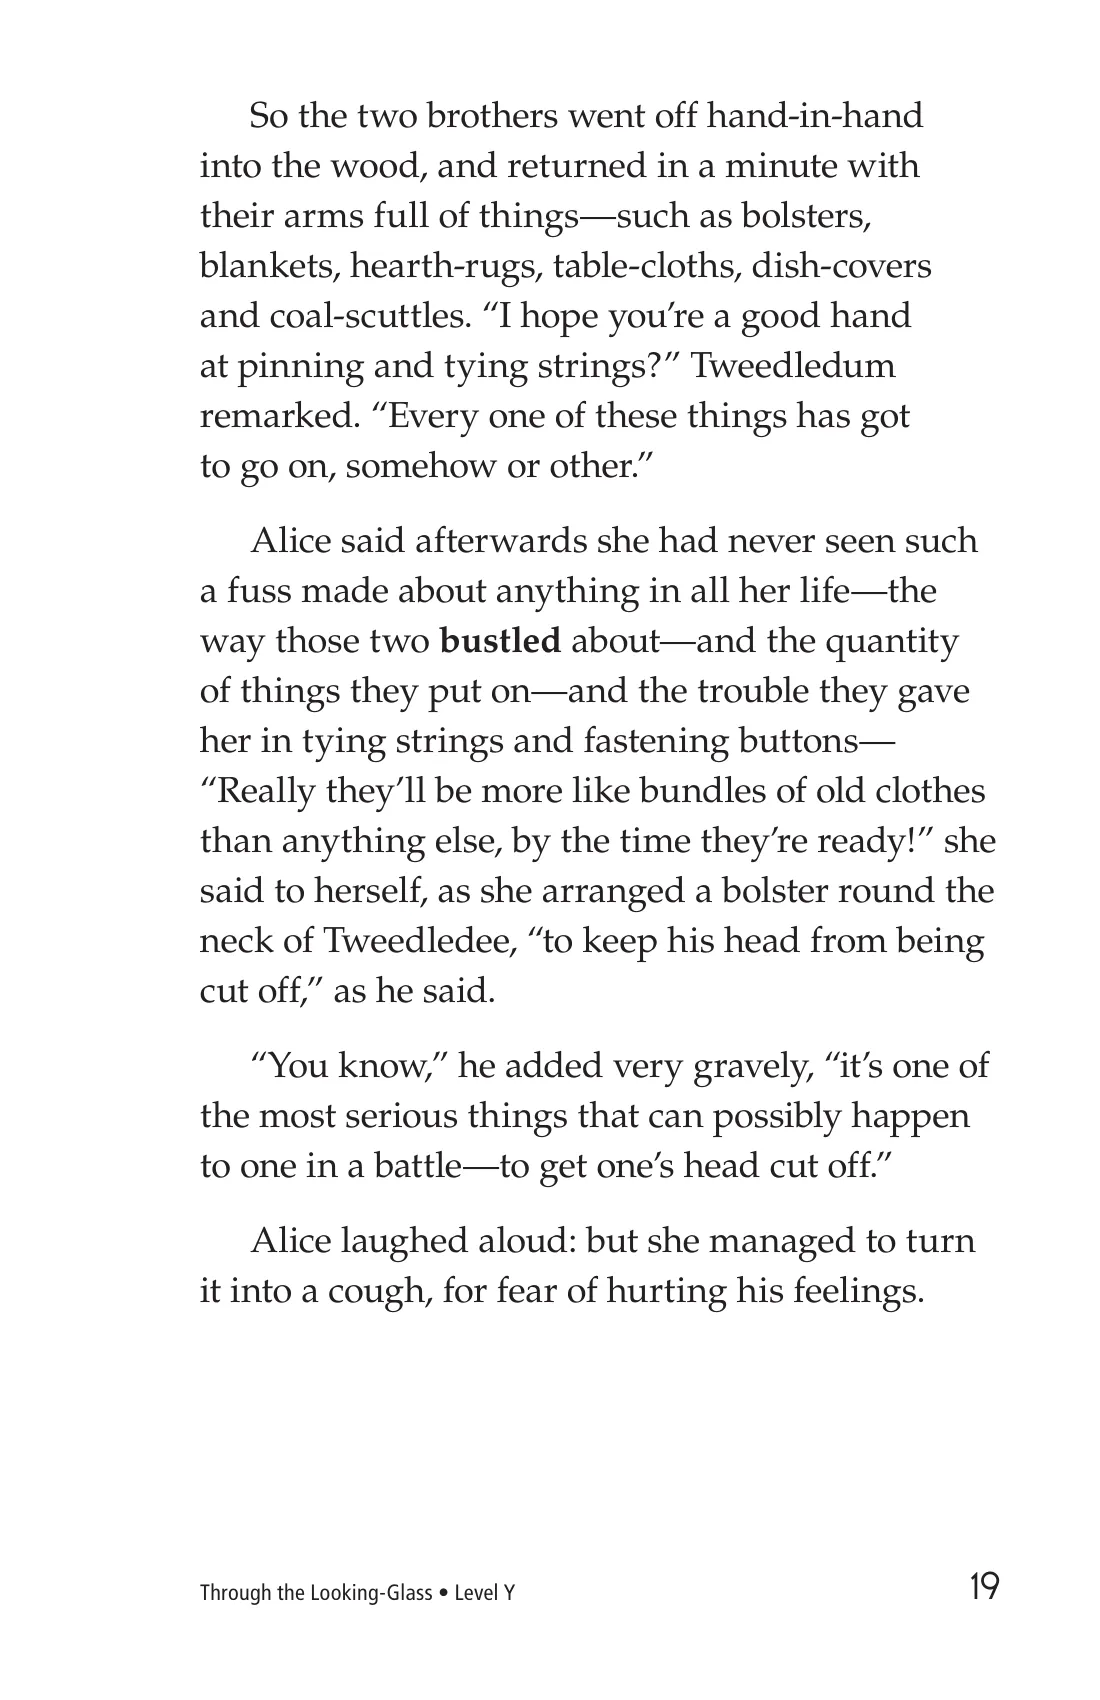 So the two brothers went off hand-in-hand
into the wood, and returned in a minute with
their arms full of things—such as bolsters,
blankets, hearth-rugs, table-cloths, dish-covers
and coal-scuttles. “I hope you’re a good hand
at pinning and tying strings?” Tweedledum
remarked. “Every one of these things has got
to go on, somehow or other.”
Alice said afterwards she had never seen such
a fuss made about anything in all her life—the
way those two bustled about—and the quantity
of things they put on—and the trouble they gave
her in tying strings and fastening buttons—
“Really they’ll be more like bundles of old clothes
than anything else, by the time they’re ready!” she
said to herself, as she arranged a bolster round the
neck of Tweedledee, “to keep his head from being
cut off,” as he said.
“You know,” he added very gravely, “it’s one of
the most serious things that can possibly happen
to one in a battle—to get one’s head cut off.”
Alice laughed aloud: but she managed to turn
it into a cough, for fear of hurting his feelings.
Through the Looking-Glass • Level Y
19